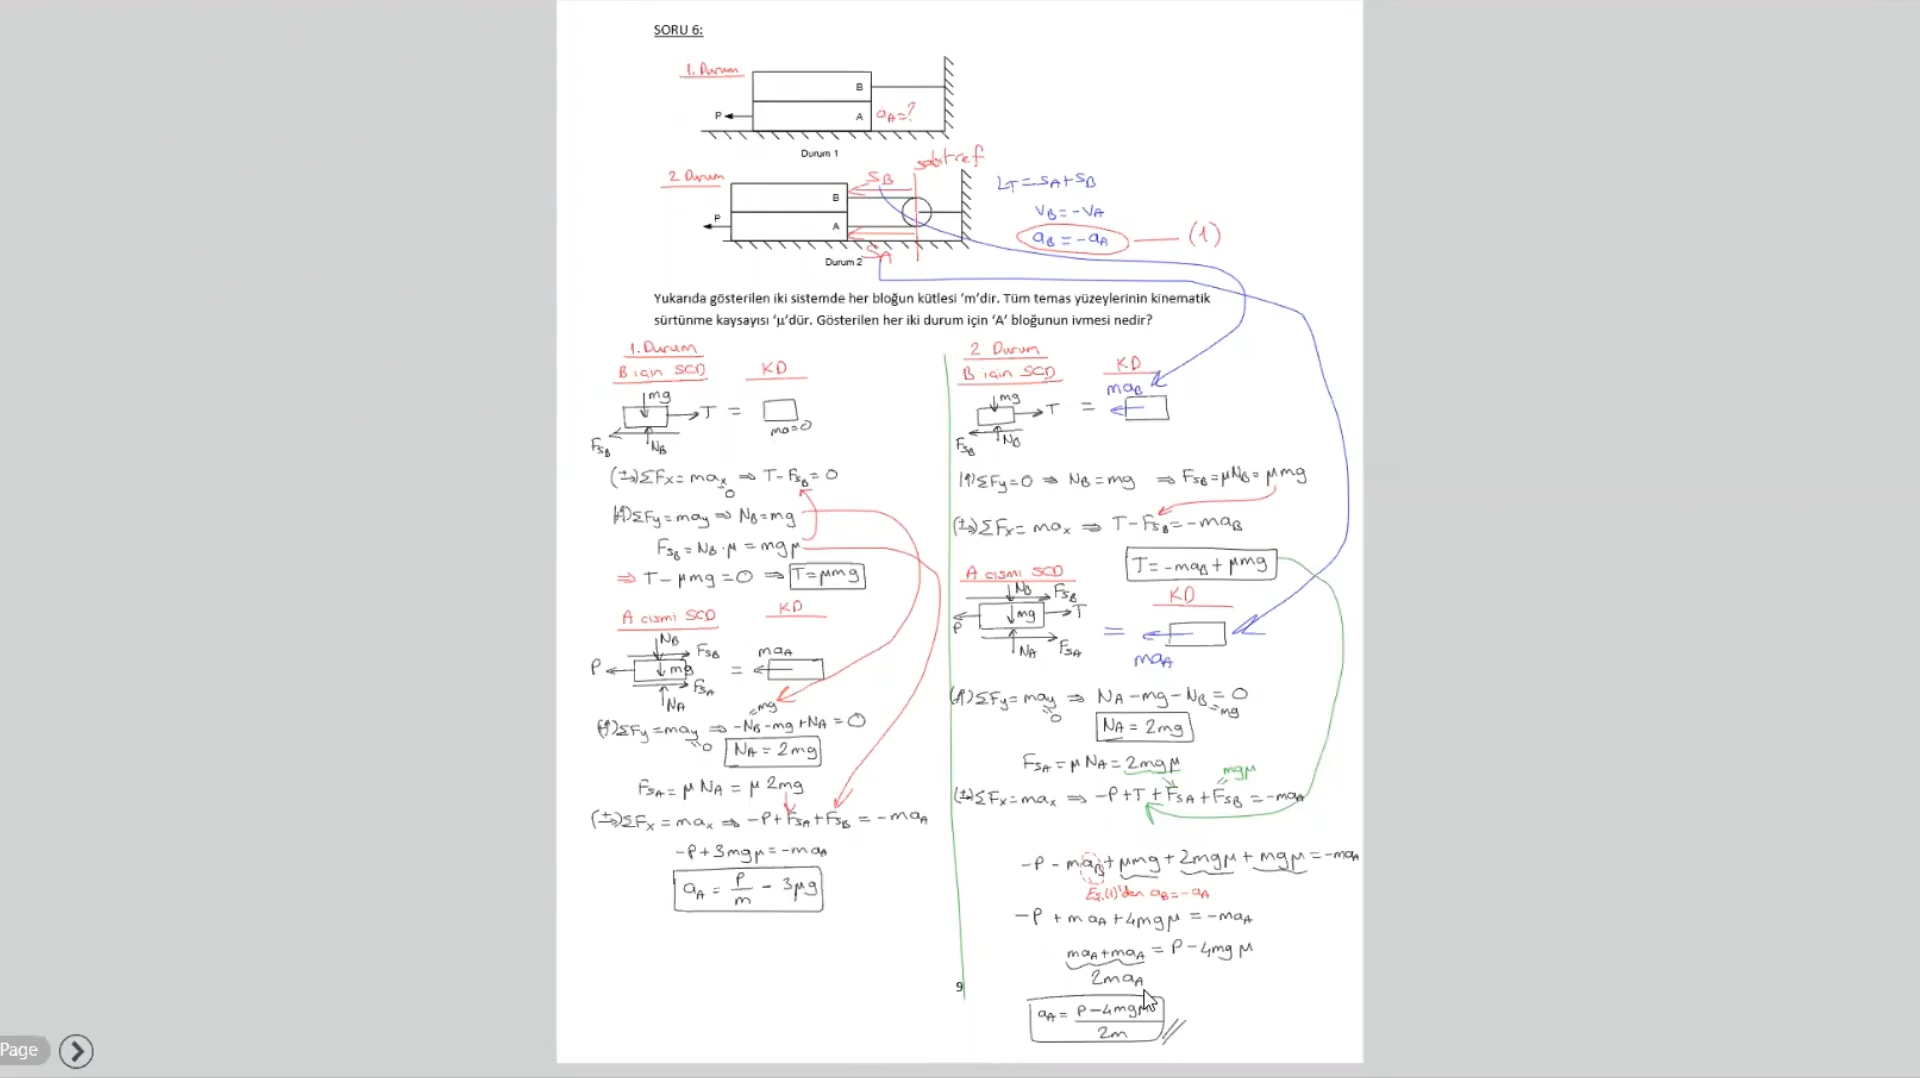 SORU 6:
1. Durum
B
P
A
aA=?
Durum 1
sabit ref
2 Durum
SB
B
P
A
SA
Durum 2
LT=SA+SB
VB=-VA
aB=-aA
(1)
Yukarıda gösterilen iki sistemde her bloğun kütlesi ‘m’dir. Tüm temas yüzeylerinin kinematik
sürtünme kaysayısı ‘µ’dür. Gösterilen her iki durum için ‘A’ bloğunun ivmesi nedir?
1. Durum
B için SCD
KD
mg
T
=
ma=0
FSB
NB
(+→)ΣFx=max ⇒ T-FSB=0
0
(↑)ΣFy=may ⇒ NB=mg
FSB=NB.µ=mgµ
⇒ T-µmg=0 ⇒ T=µmg
A cismi SCD
KD
NB
FSB
P
mg
FSA
NA
=
maA
=mg
(↑)ΣFy=may ⇒ -NB-mg+NA=0
=0
NA=2mg
FSA=µNA=µ2mg
(+→)ΣFx=max ⇒ -P+FSA+FSB=-maA
-P+3mgµ=-maA
aA = P/m - 3µg
2 Durum
B için SCD
KD
maB
mg
T
=
FSB
NB
(↑)ΣFy=0 ⇒ NB=mg ⇒ FSB=µNB=µmg
(+→)ΣFx=max ⇒ T-FSB=-maB
T=-maB+µmg
A cismi SCD
KD
NB
FSB
P
mg
T
NA
FSA
=
maA
(↑)ΣFy=may ⇒ NA-mg-NB=0
=0
=mg
NA=2mg
FSA=µNA=2mgµ
mgµ
(+→)ΣFx=max ⇒ -P+T+FSA+FSB=-maA
-P-maB+µmg+2mgµ+mgµ=-maA
Eş.(1)'den aB=-aA
-P+maA+4mgµ=-maA
maA+maA=P-4mgµ
2maA
aA = P-4mgµ / 2m
9
Page